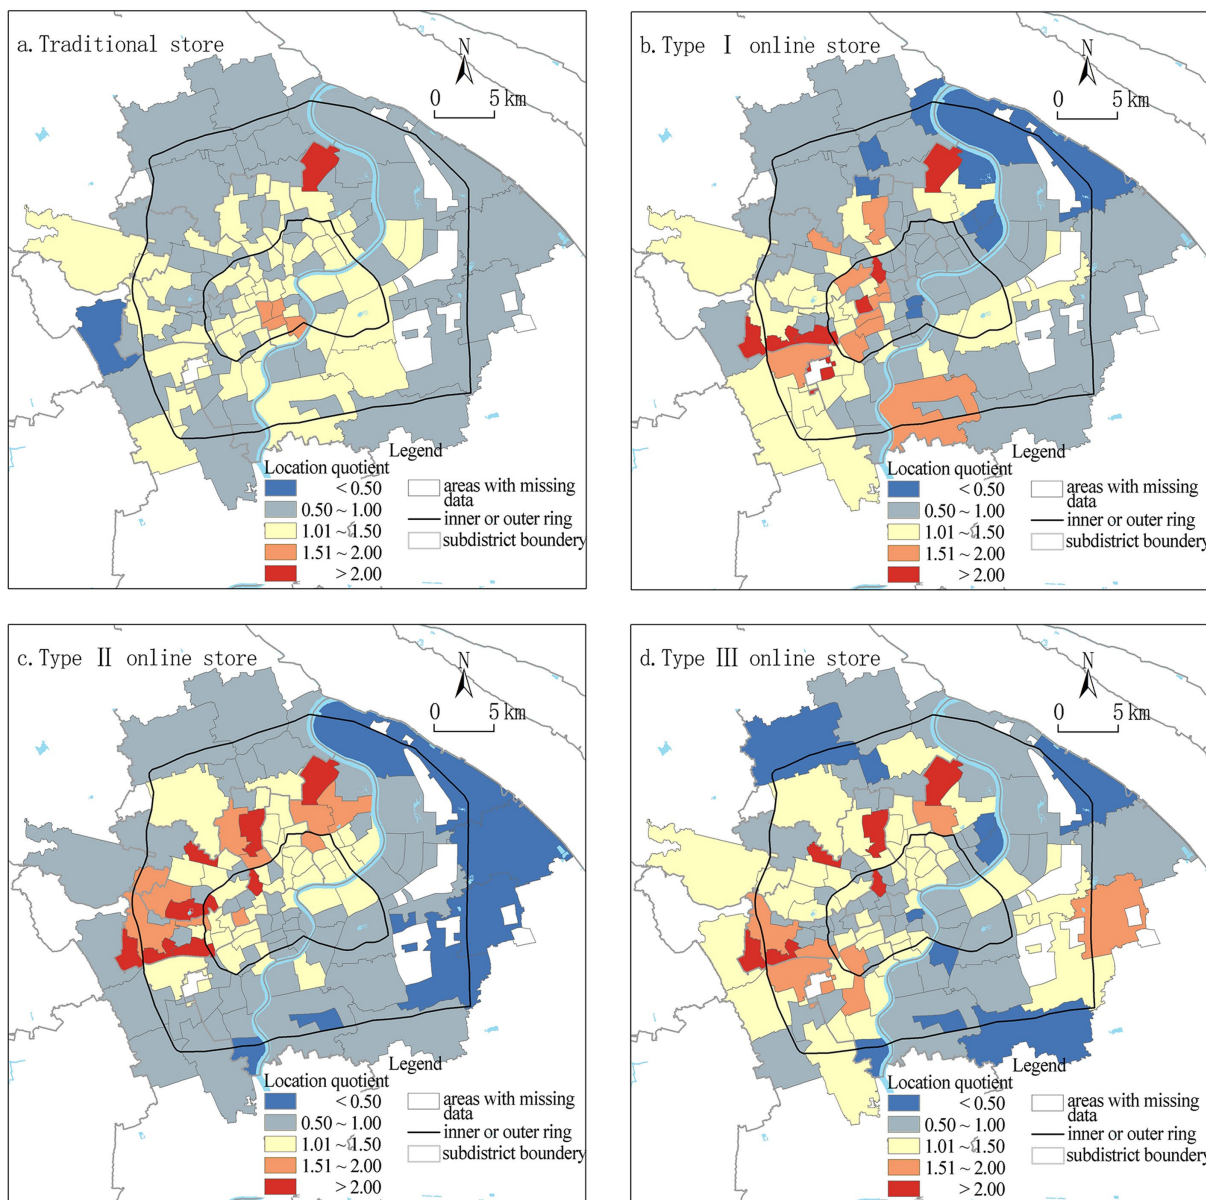 a. Traditional store
N
0 5 km
Legend
Location quotient
< 0.50
0.50 ~ 1.00
1.01 ~ 1.50
1.51 ~ 2.00
> 2.00
areas with missing
data
inner or outer ring
subdistrict boundary
b. Type Ⅰ online store
N
0 5 km
Legend
Location quotient
< 0.50
0.50 ~ 1.00
1.01 ~ 1.50
1.51 ~ 2.00
> 2.00
areas with missing
data
inner or outer ring
subdistrict boundary
c. Type Ⅱ online store
N
0 5 km
Legend
Location quotient
< 0.50
0.50 ~ 1.00
1.01 ~ 1.50
1.51 ~ 2.00
> 2.00
areas with missing
data
inner or outer ring
subdistrict boundary
d. Type Ⅲ online store
N
0 5 km
Legend
Location quotient
< 0.50
0.50 ~ 1.00
1.01 ~ 1.50
1.51 ~ 2.00
> 2.00
areas with missing
data
inner or outer ring
subdistrict boundary